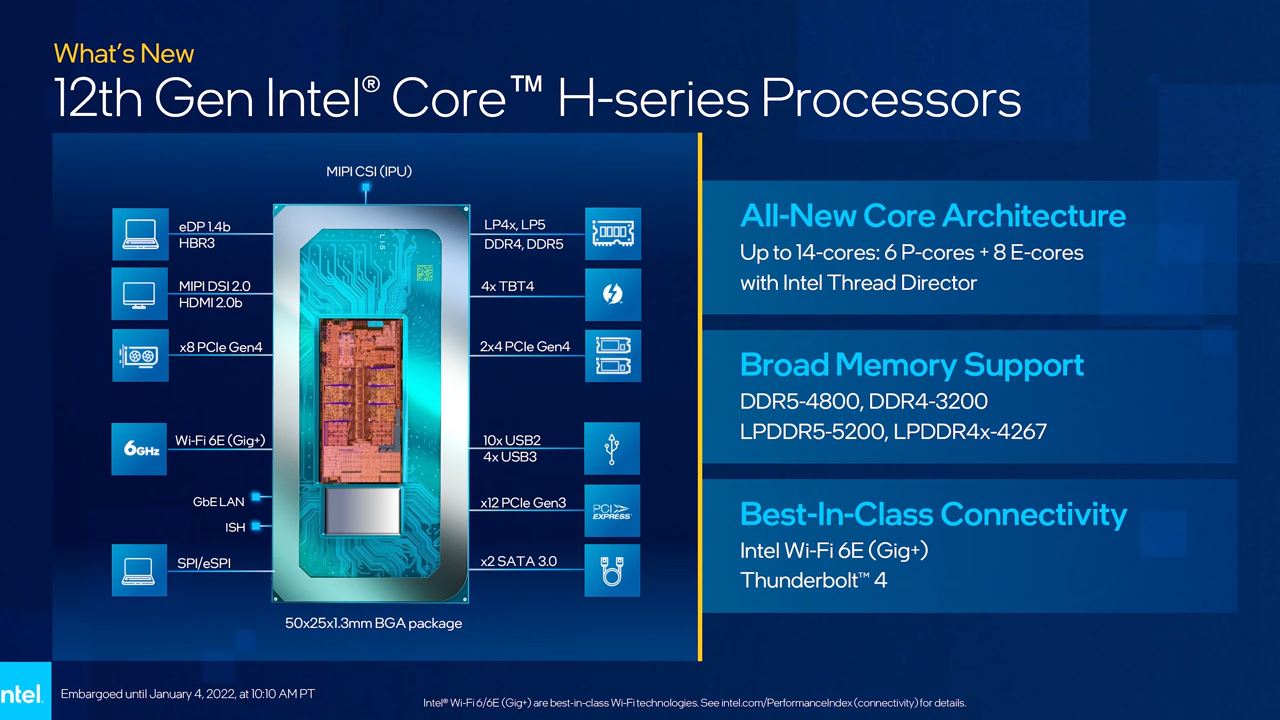 What's New
12th Gen Intel® Core™ H-series Processors
MIPI CSI (IPU)
eDP 1.4b
HBR3
MIPI DSI 2.0
HDMI 2.0b
x8 PCIe Gen4
6GHz
Wi-Fi 6E (Gig+)
GbE LAN
ISH
SPI/eSPI
LP4x, LP5
DDR4, DDR5
4x TBT4
2x4 PCIe Gen4
10x USB2
4x USB3
x12 PCIe Gen3
PCI
EXPRESS
x2 SATA 3.0
50x25x1.3mm BGA package
All-New Core Architecture
Up to 14-cores: 6 P-cores + 8 E-cores
with Intel Thread Director
Broad Memory Support
DDR5-4800, DDR4-3200
LPDDR5-5200, LPDDR4x-4267
Best-In-Class Connectivity
Intel Wi-Fi 6E (Gig+)
Thunderbolt™ 4
ntel.
Embargoed until January 4, 2022, at 10:10 AM PT
Intel® Wi-Fi 6/6E (Gig+) are best-in-class Wi-Fi technologies. See intel.com/PerformanceIndex (connectivity) for details.